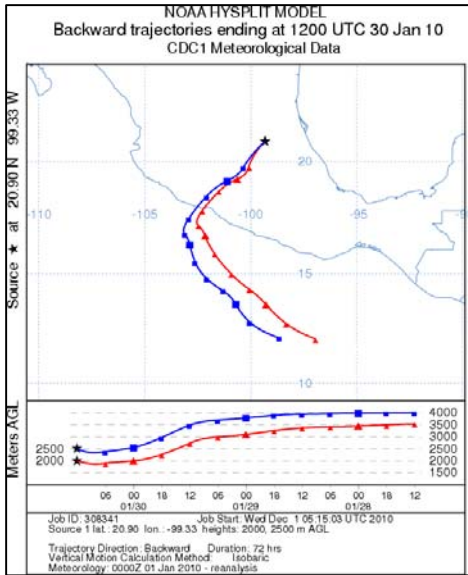 NOAA HYSPLIT MODEL
Backward trajectories ending at 1200 UTC 30 Jan 10
CDC1 Meteorological Data
Source ★ at 20.90 N 99.33 W
20
-110 -105 -100 -95 -90
15
10
Meters AGL
2500
2000
4000
3500
3000
2500
2000
1500
06 00 18 12 06 00 18 12 06 00 18 12
01/30 01/29 01/28
Job ID: 308341 Job Start: Wed Dec 1 05:15:03 UTC 2010
Source 1 lat.: 20.90 lon.: -99.33 hgts: 2000, 2500 m AGL
Trajectory Direction: Backward Duration: 72 hrs
Vertical Motion Calculation Method: Isobaric
Meteorology: 0000Z 01 Jan 2010 - reanalysis